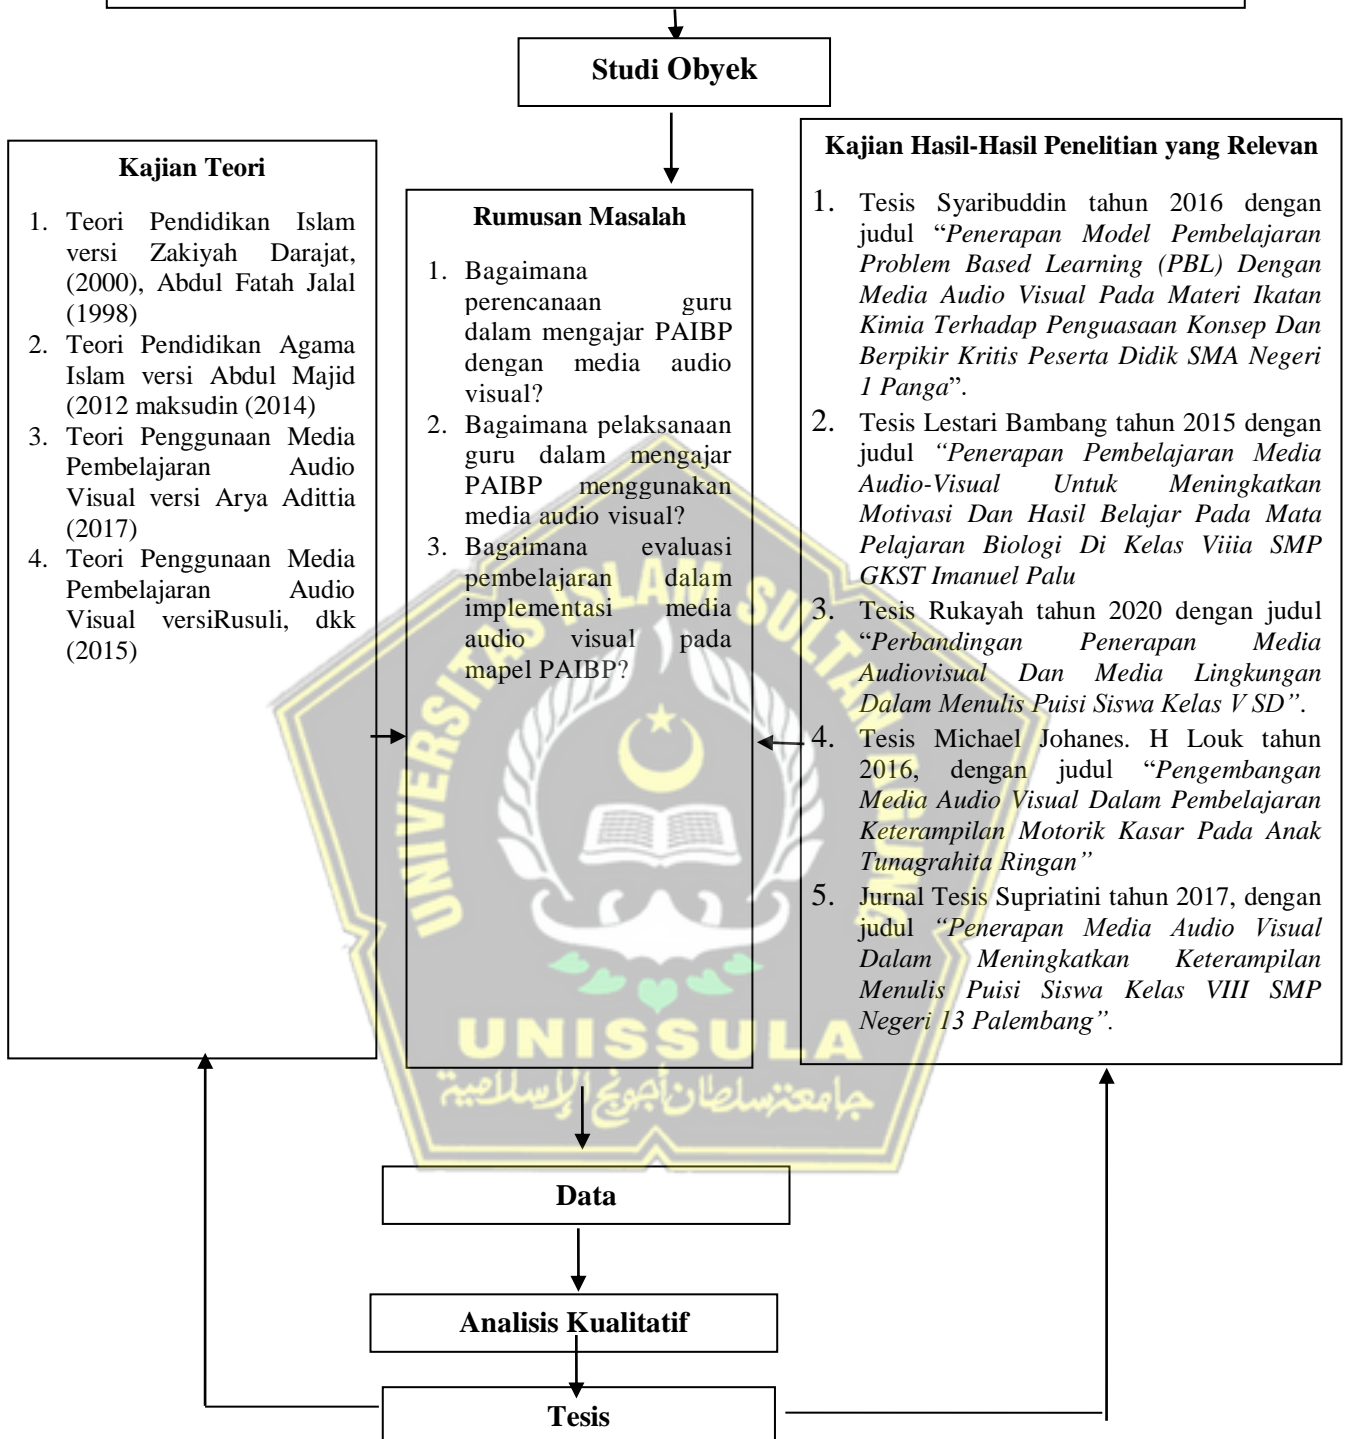 Studi Obyek
Kajian Teori
1. Teori Pendidikan Islam
versi Zakiyah Darajat,
(2000), Abdul Fatah Jalal
(1998)
2. Teori Pendidikan Agama
Islam versi Abdul Majid
(2012 maksudin (2014)
3. Teori Penggunaan Media
Pembelajaran Audio
Visual versi Arya Adittia
(2017)
4. Teori Penggunaan Media
Pembelajaran Audio
Visual versiRusuli, dkk
(2015)
Rumusan Masalah
1. Bagaimana
perencanaan guru
dalam mengajar PAIBP
dengan media audio
visual?
2. Bagaimana pelaksanaan
guru dalam mengajar
PAIBP menggunakan
media audio visual?
3. Bagaimana evaluasi
pembelajaran dalam
implementasi media
audio visual pada
mapel PAIBP?
Kajian Hasil-Hasil Penelitian yang Relevan
1. Tesis Syaribuddin tahun 2016 dengan
judul “Penerapan Model Pembelajaran
Problem Based Learning (PBL) Dengan
Media Audio Visual Pada Materi Ikatan
Kimia Terhadap Penguasaan Konsep Dan
Berpikir Kritis Peserta Didik SMA Negeri
1 Panga”.
2. Tesis Lestari Bambang tahun 2015 dengan
judul “Penerapan Pembelajaran Media
Audio-Visual Untuk Meningkatkan
Motivasi Dan Hasil Belajar Pada Mata
Pelajaran Biologi Di Kelas Viiia SMP
GKST Imanuel Palu
3. Tesis Rukayah tahun 2020 dengan judul
“Perbandingan Penerapan Media
Audiovisual Dan Media Lingkungan
Dalam Menulis Puisi Siswa Kelas V SD”.
4. Tesis Michael Johanes. H Louk tahun
2016, dengan judul “Pengembangan
Media Audio Visual Dalam Pembelajaran
Keterampilan Motorik Kasar Pada Anak
Tunagrahita Ringan”
5. Jurnal Tesis Supriatini tahun 2017, dengan
judul “Penerapan Media Audio Visual
Dalam Meningkatkan Keterampilan
Menulis Puisi Siswa Kelas VIII SMP
Negeri 13 Palembang”.
UNIVERSITAS ISLAM SULTAN AGUNG
UNISSULA
جامعة سلطان أجونج الإسلامية
Data
Analisis Kualitatif
Tesis